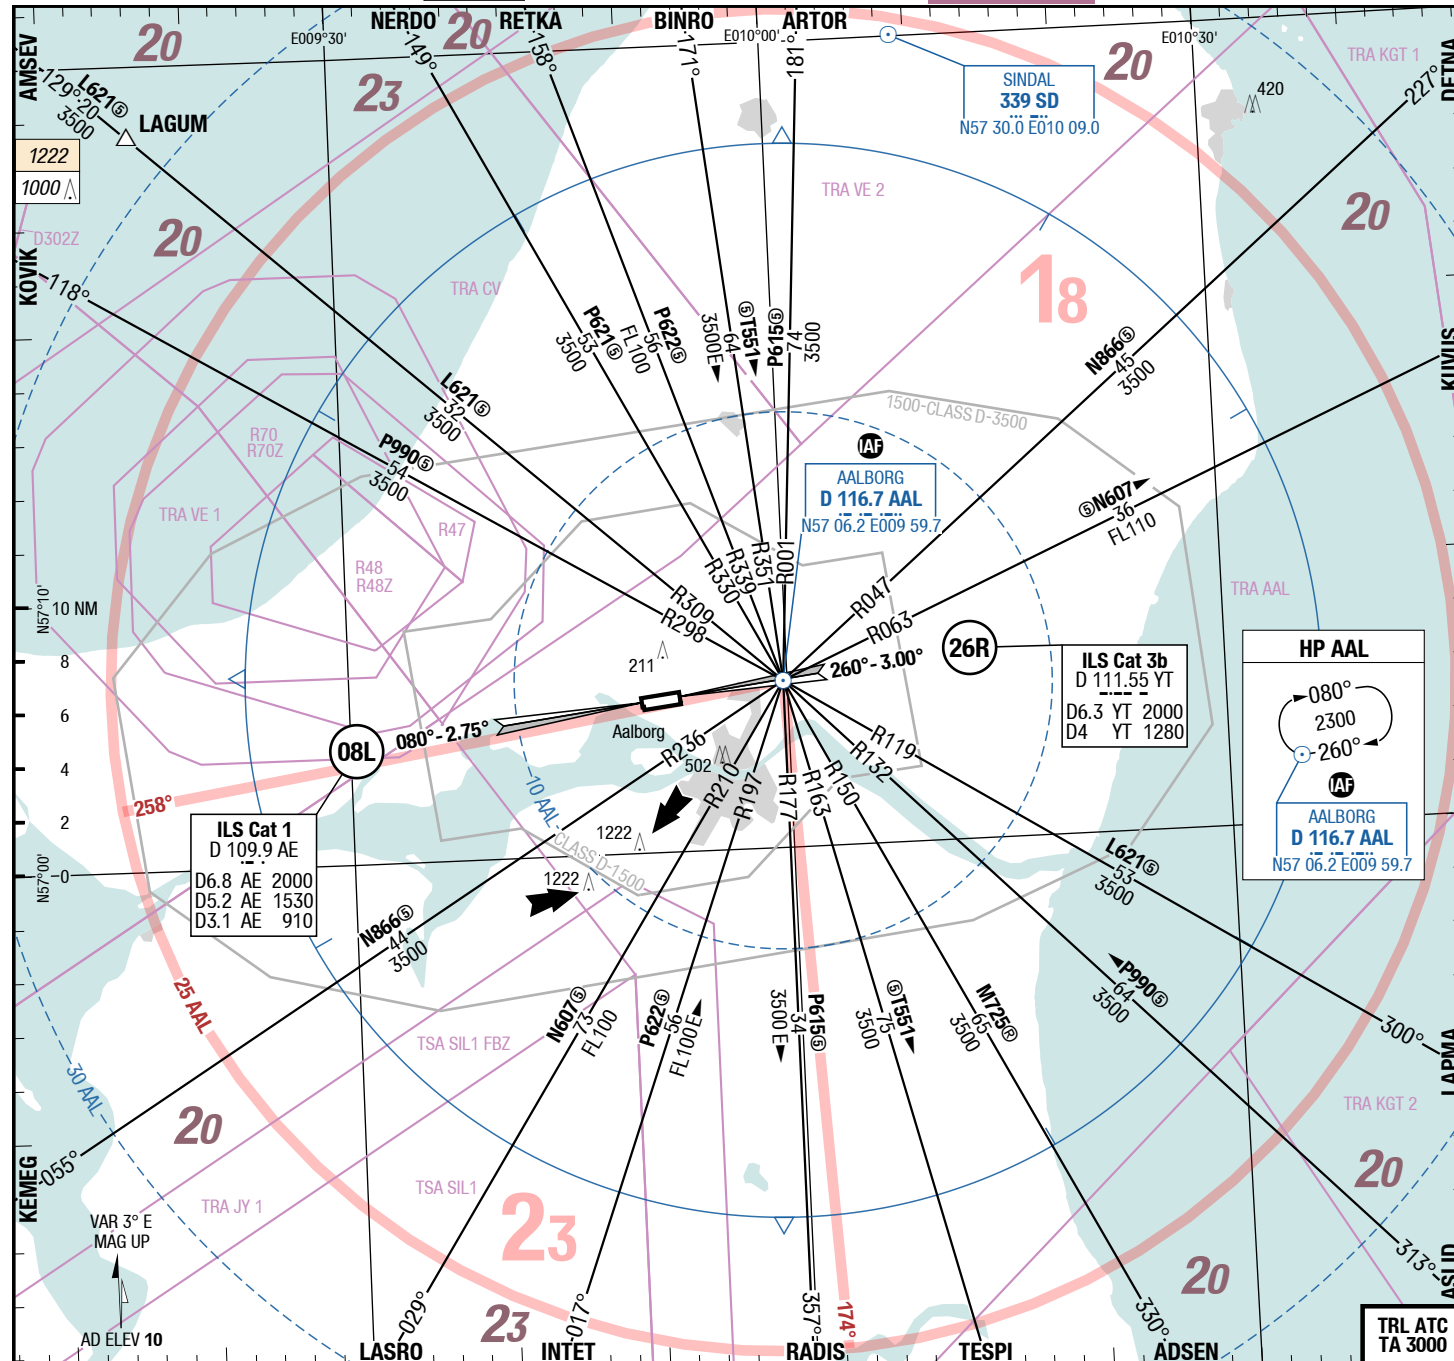 NERDO
RETKA
BINRO
ARTOR
AMSEV
DETNA
E009°30'
E010°00'
E010°30'
20
20
23
20
20
20
149°
158°
171°
181°
227°
129°
20
L621⑤
3500
LAGUM
1222
1000
SINDAL
339 SD
N57 30.0 E010 09.0
420
TRA KGT 1
TRA VE 2
D302Z
KOVIK
118°
TRA CV
18
P621⑤
53
3500
P622⑤
56
FL100
⑤T551
64
3500E
P615⑤
74
3500
N866⑤
45
3500
KUVIS
L621⑤
32
3500
P990⑤
54
3500
R70
R70Z
1500-CLASS D-3500
IAF
AALBORG
D 116.7 AAL
N57 06.2 E009 59.7
⑤N607
36
FL110
TRA VE 1
R47
R48
R48Z
R309
R298
R330
R339
R351
R001
R047
R063
TRA AAL
N57°10'
10 NM
8
6
4
2
0
N57°00'
211
260°-3.00°
26R
ILS Cat 3b
D 111.55 YT
D6.3 YT 2000
D4 YT 1280
HP AAL
080°
2300
260°
IAF
AALBORG
D 116.7 AAL
N57 06.2 E009 59.7
08L
080°-2.75°
Aalborg
502
R236
R210
R197
R177
R163
R150
R132
R119
258°
10 AAL
ILS Cat 1
D 109.9 AE
D6.8 AE 2000
D5.2 AE 1530
D3.1 AE 910
1222
1222
CLASS D-1500
L621⑤
53
3500
N866⑤
44
3500
25 AAL
30 AAL
N607⑤
73
FL100
P622⑤
56
FL100E
P615⑤
34
3500E
⑤T551
75
3500
M725Ⓡ
65
3500
P990⑤
64
3500
300°
LAPMA
TSA SIL1 FBZ
TRA KGT 2
20
20
KEMEG
055°
TSA SIL1
TRA JY 1
23
VAR 3° E
MAG UP
AD ELEV 10
20
313°
ASLID
23
029°
017°
357°
174°
330°
LASRO
INTET
RADIS
TESPI
ADSEN
TRL ATC
TA 3000